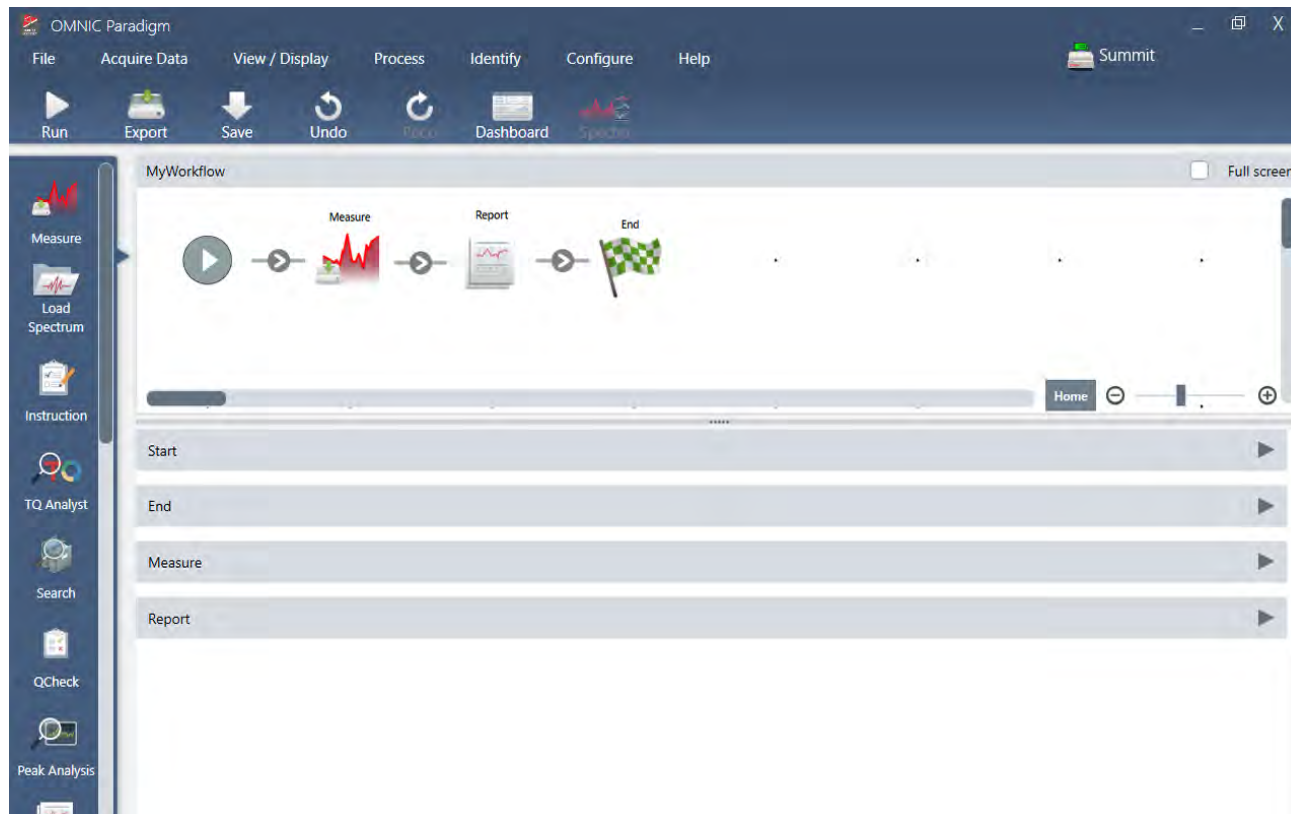 OMNIC Paradigm
File Acquire Data View / Display Process Identify Configure Help
Summit
Run Export Save Undo Redo Dashboard Spectra
MyWorkflow
Full screen
Measure
Load
Spectrum
Instruction
TQ Analyst
Search
QCheck
Peak Analysis
Measure Report End
Home
Start
End
Measure
Report